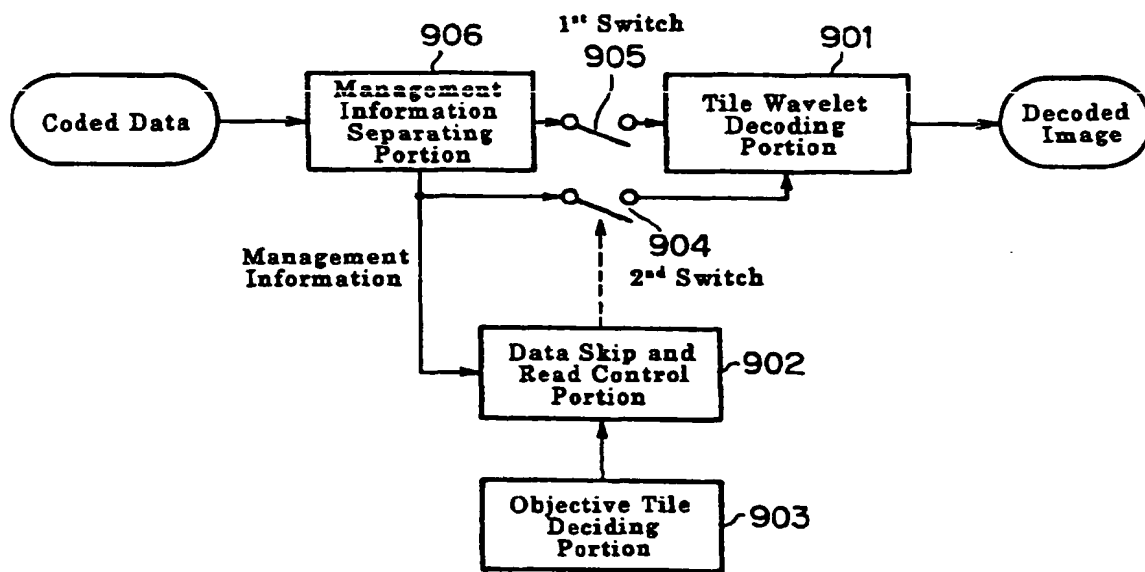 1st Switch
906
905
901
Coded Data
Management
Information
Separating
Portion
Tile Wavelet
Decoding
Portion
Decoded
Image
904
2nd Switch
Management
Information
Data Skip and
Read Control
Portion
902
Objective Tile
Deciding
Portion
903